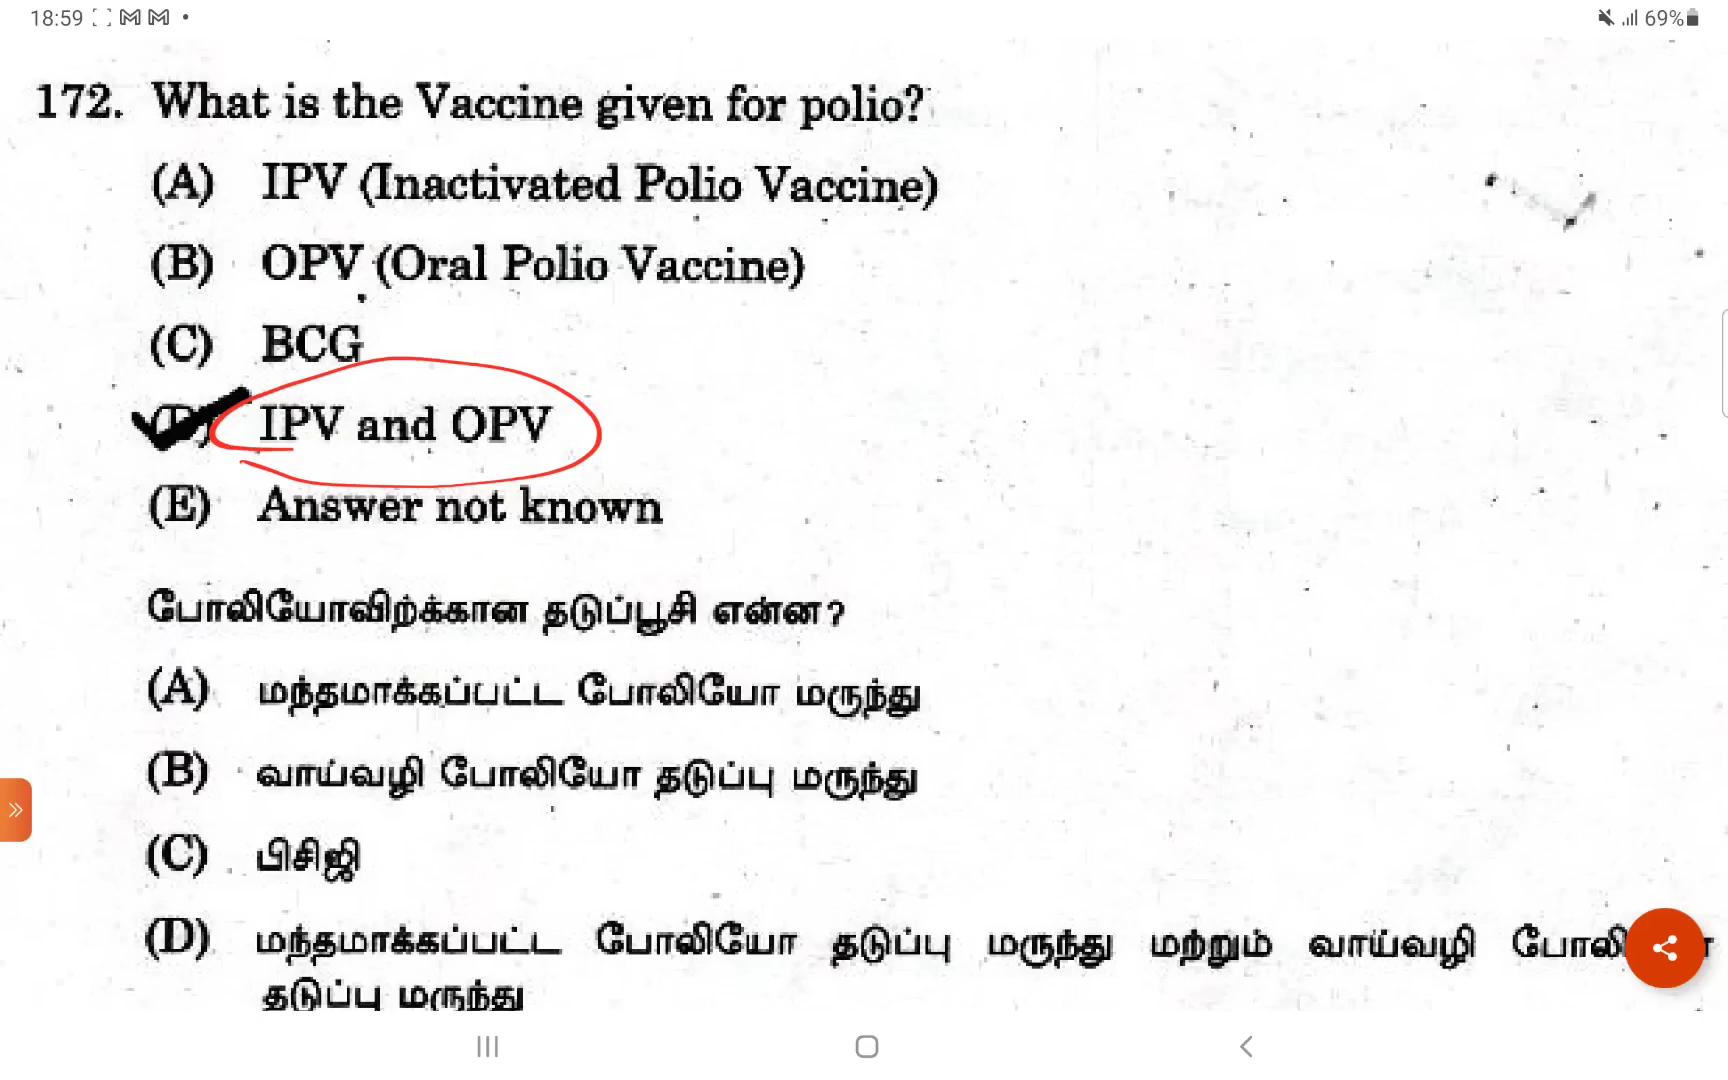 18:59
69%
172. What is the Vaccine given for polio?
(A) IPV (Inactivated Polio Vaccine)
(B) OPV (Oral Polio Vaccine)
(C) BCG
(D) IPV and OPV
(E) Answer not known
போலியோவிற்க்கான தடுப்பூசி என்ன?
(A) மந்தமாக்கப்பட்ட போலியோ மருந்து
(B) வாய்வழி போலியோ தடுப்பு மருந்து
(C) பிசிஜி
(D) மந்தமாக்கப்பட்ட போலியோ தடுப்பு மருந்து மற்றும் வாய்வழி
தடுப்பு மருந்து